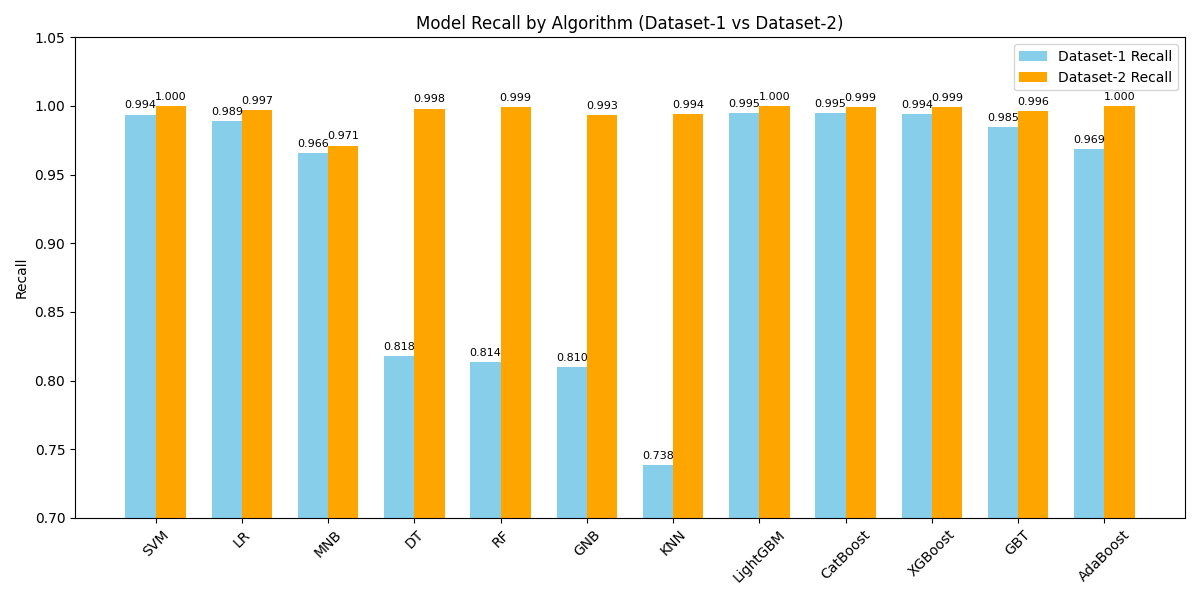 Model Recall by Algorithm (Dataset-1 vs Dataset-2)
Dataset-1 Recall
Dataset-2 Recall
Recall
1.05
1.00
0.95
0.90
0.85
0.80
0.75
0.70
0.994 1.000
0.989 0.997
0.966 0.971
0.818 0.998
0.814 0.999
0.810 0.993
0.738 0.994
0.995 1.000
0.995 0.999
0.994 0.999
0.985 0.996
0.969 1.000
SVM
LR
MNB
DT
RF
GNB
KNN
LightGBM
CatBoost
XGBoost
GBT
AdaBoost